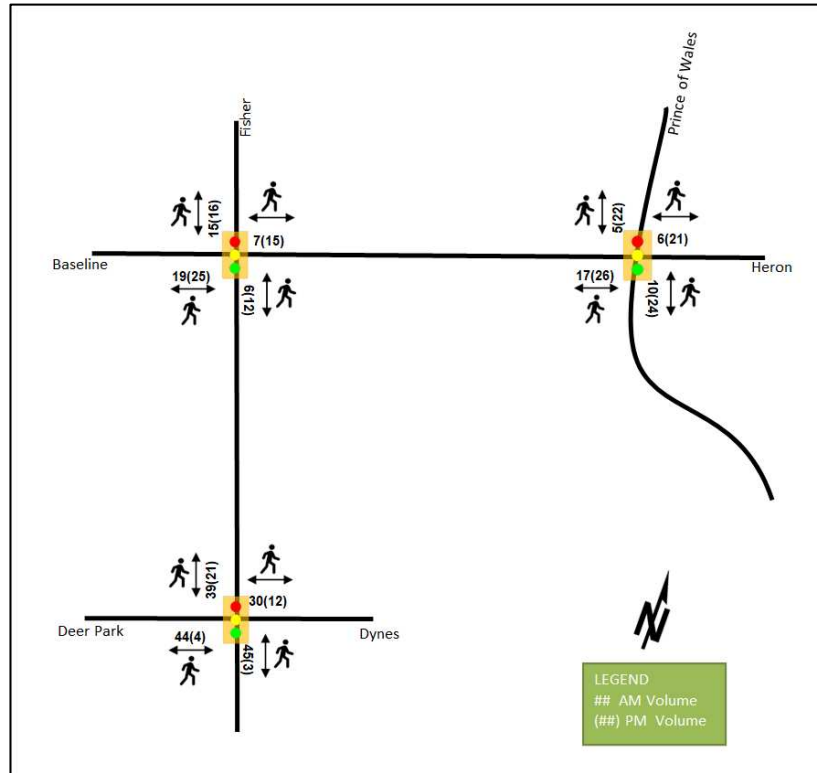 Prince of Wales
Fisher
15(16)
7(15)
5(22)
6(21)
Baseline
Heron
19(25)
6(12)
17(26)
10(24)
39(21)
30(12)
Deer Park
44(4)
45(3)
Dynes
N
LEGEND
## AM Volume
(##) PM Volume